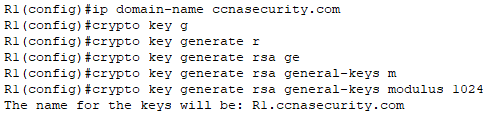 R1(config)#ip domain-name ccnasecurity.com
R1(config)#crypto key g
R1(config)#crypto key generate r
R1(config)#crypto key generate rsa ge
R1(config)#crypto key generate rsa general-keys m
R1(config)#crypto key generate rsa general-keys modulus 1024
The name for the keys will be: R1.ccnasecurity.com